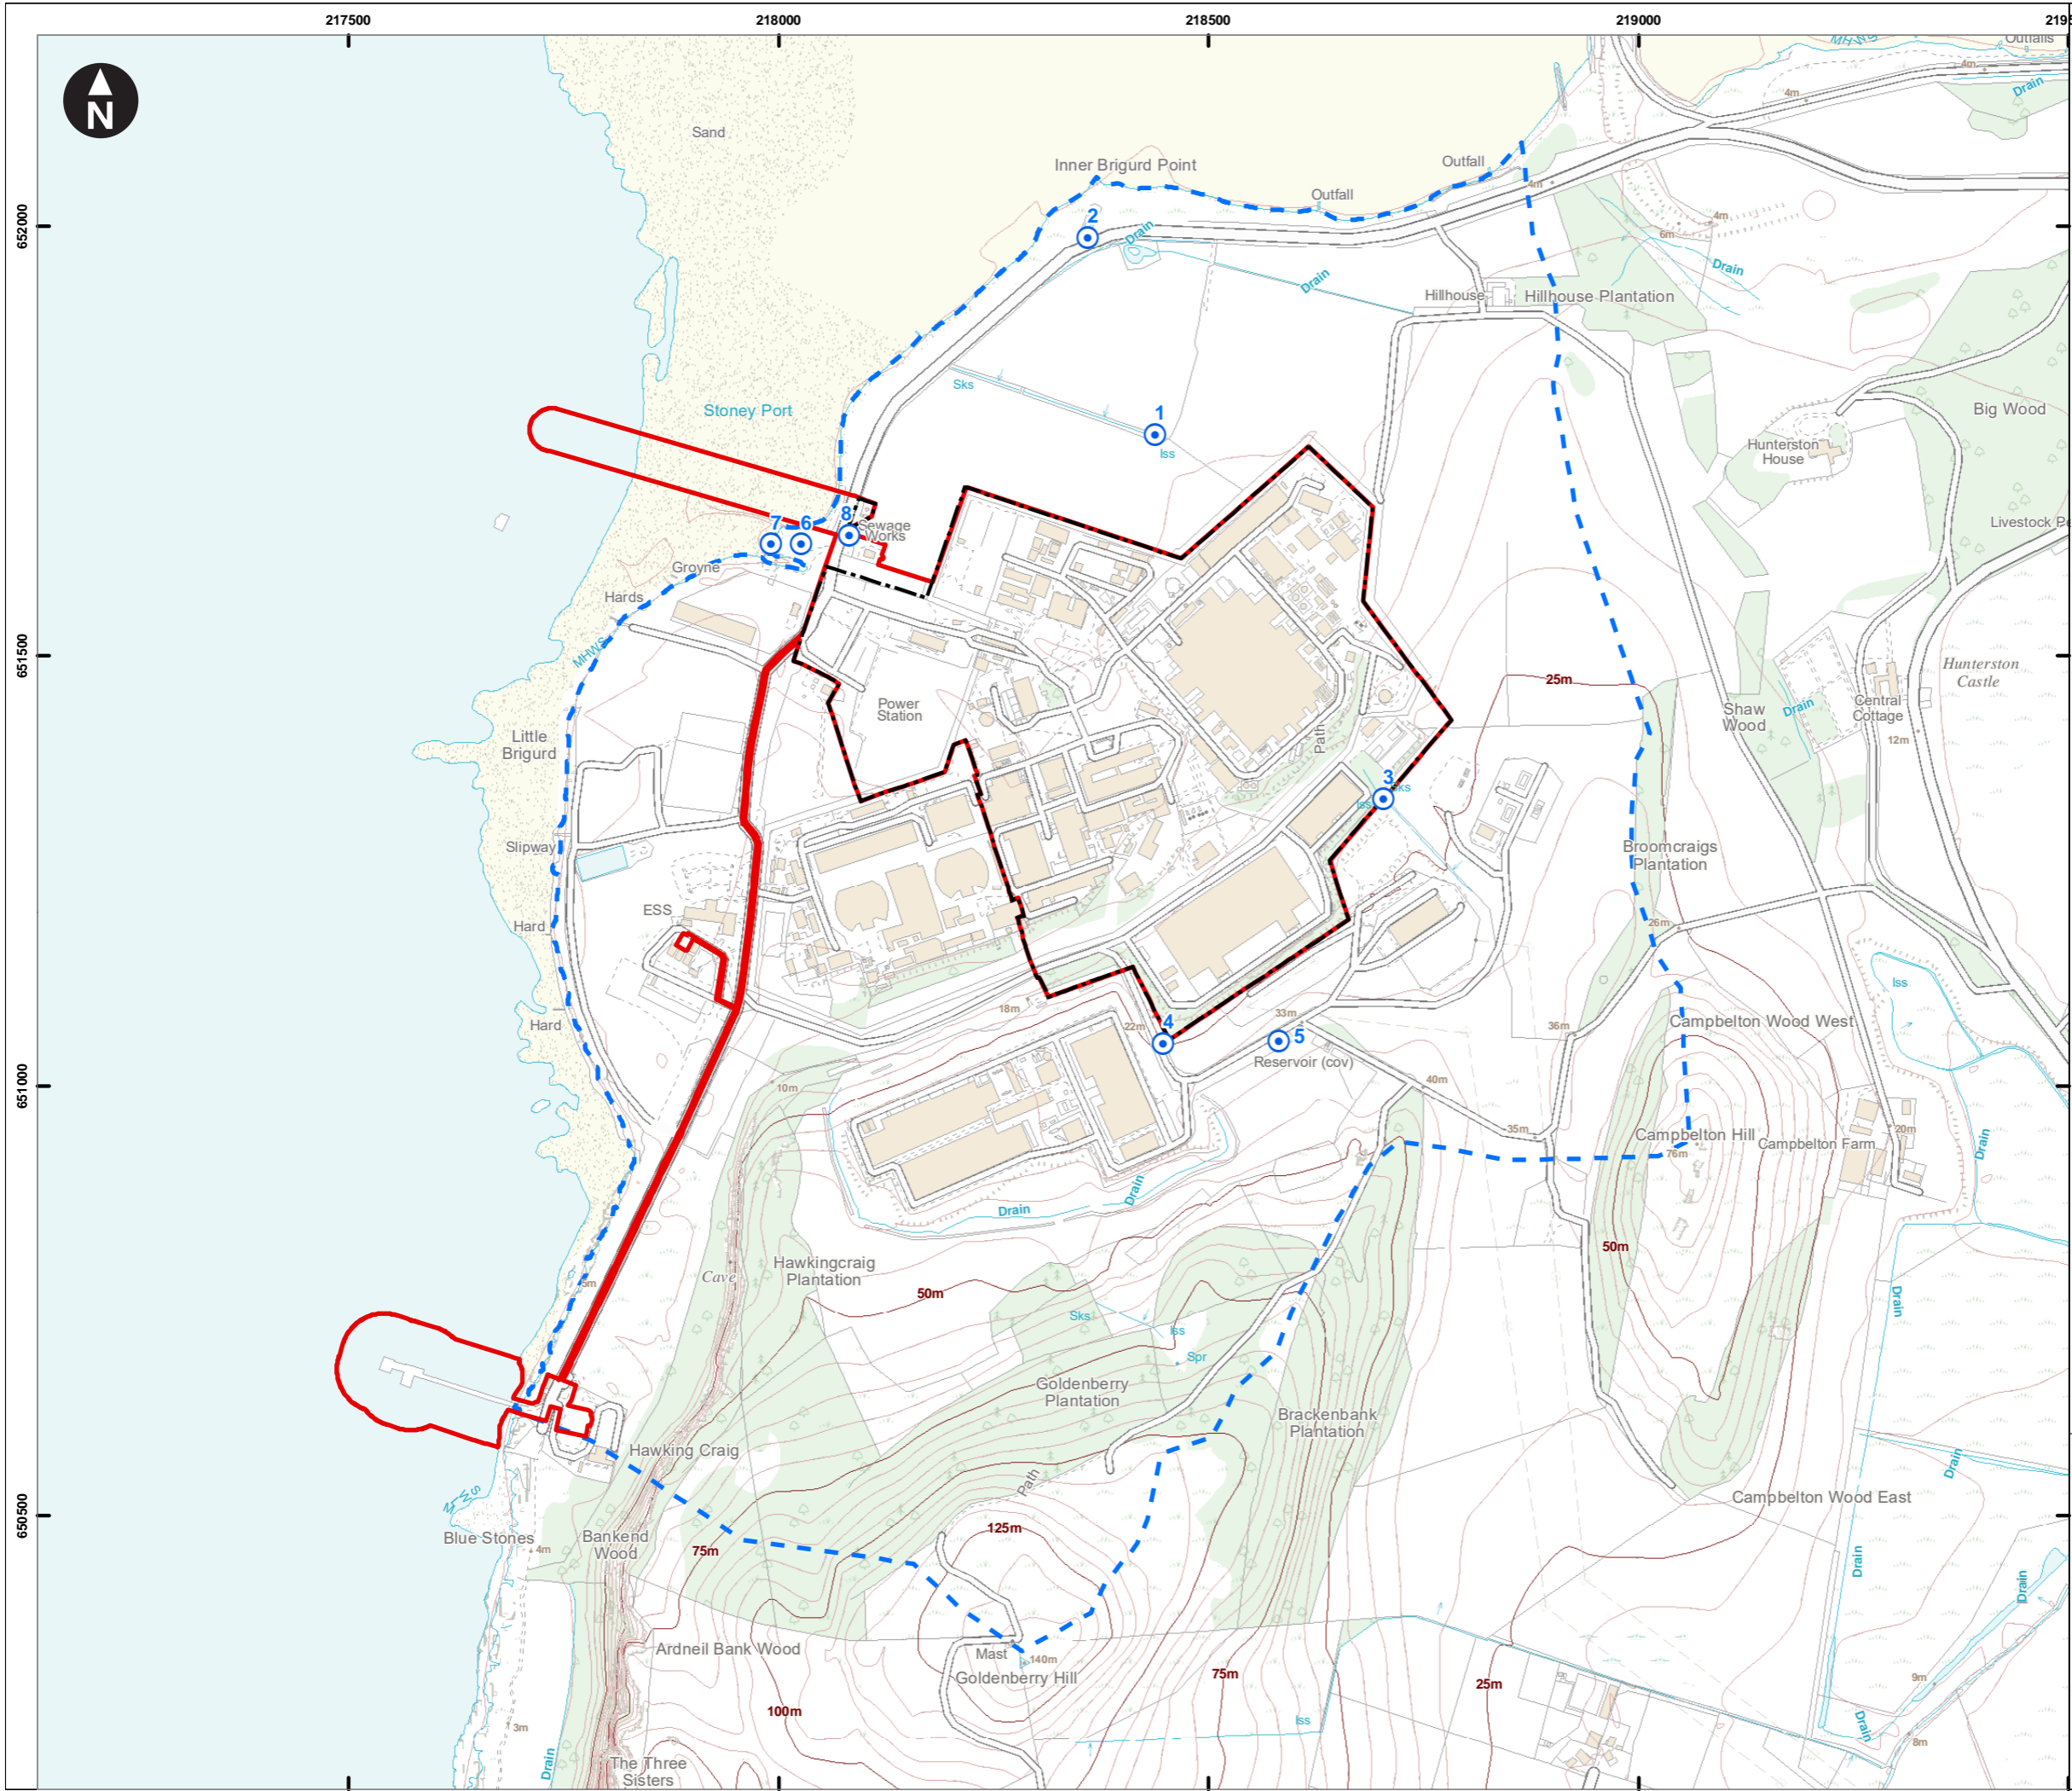 217500
218000
218500
219000
N
652000
651500
651000
650500
Outfalls
4m
Drain
4m
Sand
Inner Brigurd Point
Outfall
Outfall
4m
4m
6m
2
Drain
Drain
Drain
Hillhouse
Hillhouse Plantation
Sks
Stoney Port
1
Iss
Big Wood
Hunterston
House
7
6
8
Sewage
Works
Groyne
Hards
MHWS
Power
Station
Path
25m
Shaw
Wood
Drain
Central
Cottage
12m
Hunterston
Castle
Little
Brigurd
3
Sks
Iss
Slipway
Broomcraigs
Plantation
ESS
Hard
26m
Iss
Hard
18m
22m
4
33m
5
Reservoir (cov)
36m
Campbelton Wood West
10m
40m
35m
Campbelton Hill
76m
Campbelton Farm
20m
Drain
Drain
Drain
Cave
Hawkingcraig
Plantation
50m
50m
5m
Sks
Iss
Spr
Drain
Goldenberry
Plantation
Brackenbank
Plantation
Hawking Craig
Path
Drain
Campbelton Wood East
Blue Stones
4m
Bankend
Wood
75m
125m
Drain
Drain
Ardneil Bank Wood
Mast
140m
Goldenberry Hill
75m
25m
9m
100m
3m
Iss
Drain
8m
Drain
The Three
Sisters